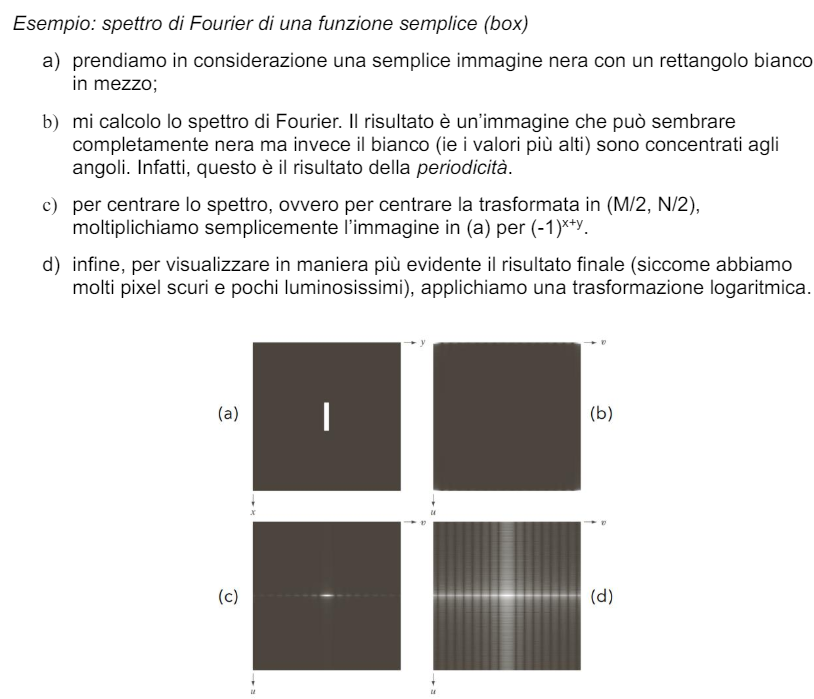 Esempio: spettro di Fourier di una funzione semplice (box)
a) prendiamo in considerazione una semplice immagine nera con un rettangolo bianco
in mezzo;
b) mi calcolo lo spettro di Fourier. Il risultato è un'immagine che può sembrare
completamente nera ma invece il bianco (ie i valori più alti) sono concentrati agli
angoli. Infatti, questo è il risultato della periodicità.
c) per centrare lo spettro, ovvero per centrare la trasformata in (M/2, N/2),
moltiplichiamo semplicemente l'immagine in (a) per (-1)ˣ⁺ʸ.
d) infine, per visualizzare in maniera più evidente il risultato finale (siccome abbiamo
molti pixel scuri e pochi luminosissimi), applichiamo una trasformazione logaritmica.
y
v
(a)
(b)
x
u
v
v
(c)
(d)
u
u